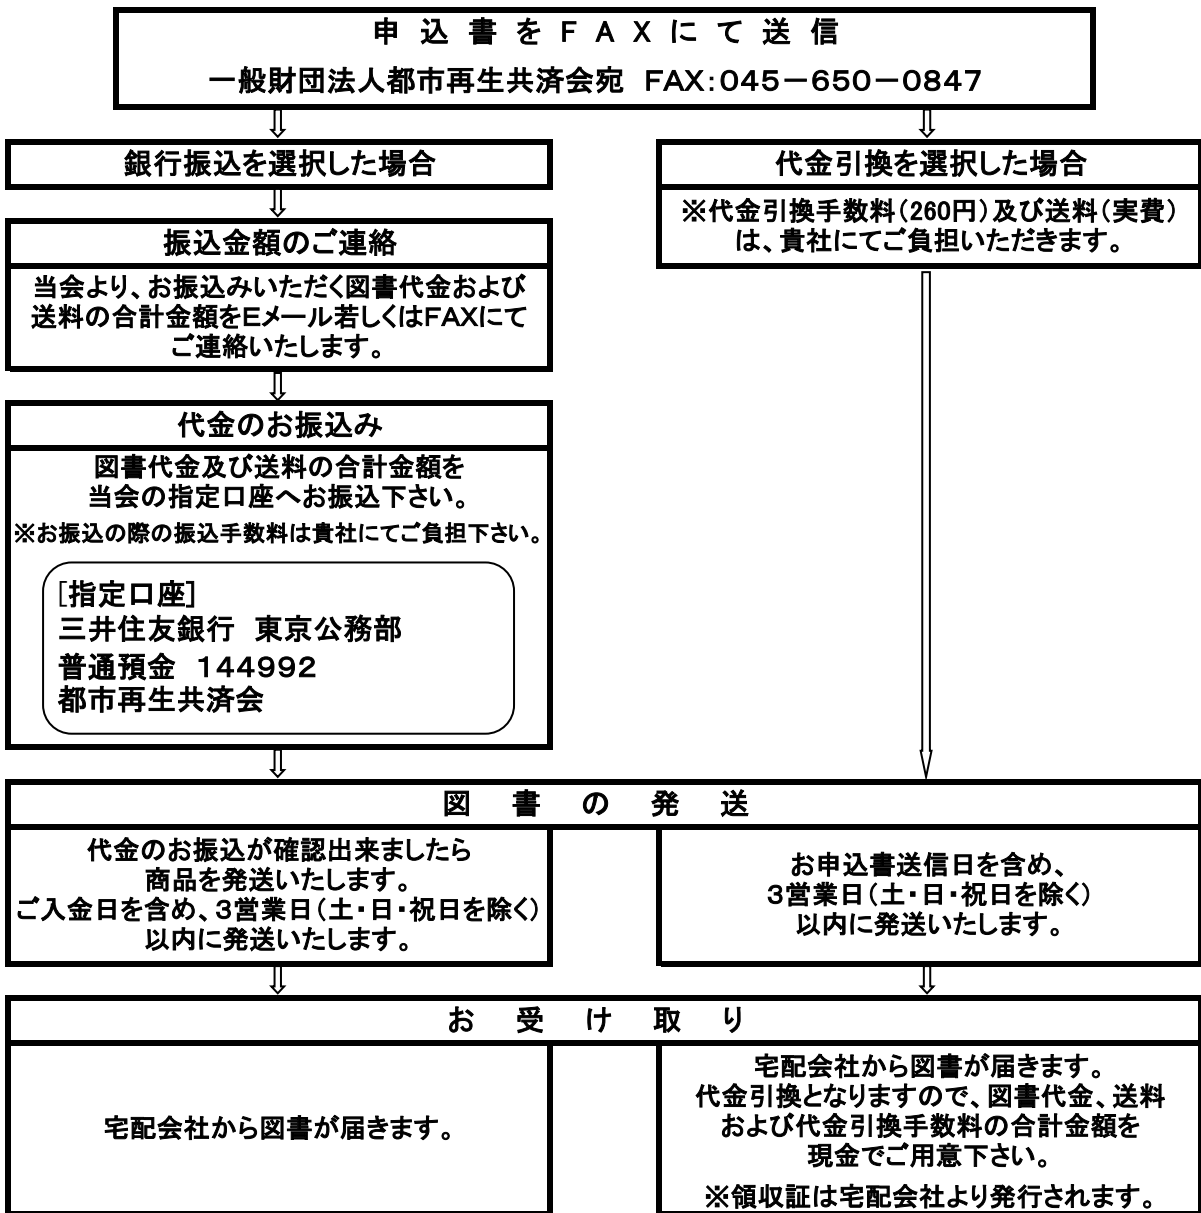 申込書をＦＡＸにて送信
一般財団法人都市再生共済会宛　FAX：０４５－６５０－０８４７
銀行振込を選択した場合
振込金額のご連絡
当会より、お振込みいただく図書代金および
送料の合計金額をEメール若しくはFAXにて
ご連絡いたします。
代金のお振込み
図書代金及び送料の合計金額を
当会の指定口座へお振込下さい。
※お振込の際の振込手数料は貴社にてご負担下さい。
[指定口座]
三井住友銀行　東京公務部
普通預金　１４４９９２
都市再生共済会
代金引換を選択した場合
※代金引換手数料（260円）及び送料（実費）
は、貴社にてご負担いただきます。
図書の発送
代金のお振込が確認出来ましたら
商品を発送いたします。
ご入金日を含め、３営業日（土・日・祝日を除く）
以内に発送いたします。
お申込書送信日を含め、
３営業日（土・日・祝日を除く）
以内に発送いたします。
お受け取り
宅配会社から図書が届きます。
宅配会社から図書が届きます。
代金引換となりますので、図書代金、送料
および代金引換手数料の合計金額を
現金でご用意下さい。
※領収証は宅配会社より発行されます。